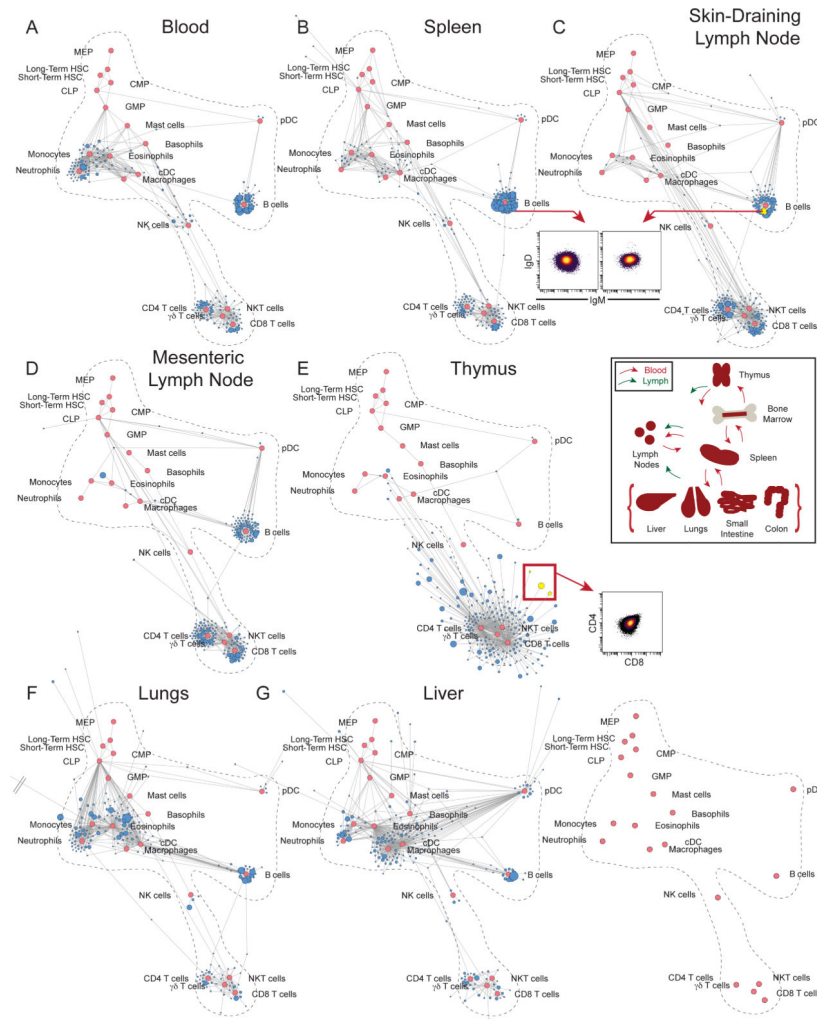 A
Blood
MEP
Long-Term HSC
Short-Term HSC
CMP
CLP
GMP
Mast cells
Basophils
Monocytes
Eosinophils
Neutrophils
cDC
Macrophages
pDC
B cells
NK cells
CD4 T cells
NKT cells
γδ T cells
CD8 T cells
B
Spleen
MEP
Long-Term HSC
Short-Term HSC
CMP
CLP
GMP
Mast cells
Basophils
Monocytes
Eosinophils
Neutrophils
cDC
Macrophages
pDC
B cells
NK cells
CD4 T cells
NKT cells
γδ T cells
CD8 T cells
C
Skin-Draining
Lymph Node
MEP
Long-Term HSC
Short-Term HSC
CMP
CLP
GMP
Mast cells
Basophils
Monocytes
Eosinophils
Neutrophils
cDC
Macrophages
pDC
B cells
NK cells
CD4 T cells
NKT cells
γδ T cells
CD8 T cells
IgD
IgM
D
Mesenteric
Lymph Node
MEP
Long-Term HSC
Short-Term HSC
CMP
CLP
GMP
Mast cells
Basophils
Monocytes
Eosinophils
Neutrophils
cDC
Macrophages
pDC
B cells
NK cells
CD4 T cells
NKT cells
γδ T cells
CD8 T cells
E
Thymus
MEP
Long-Term HSC
Short-Term HSC
CMP
CLP
GMP
Mast cells
Basophils
Monocytes
Eosinophils
Neutrophils
cDC
Macrophages
pDC
B cells
NK cells
CD4 T cells
NKT cells
γδ T cells
CD8 T cells
CD4
CD8
Blood
Lymph
Thymus
Bone
Marrow
Lymph
Nodes
Spleen
Liver
Lungs
Small
Intestine
Colon
F
Lungs
MEP
Long-Term HSC
Short-Term HSC
CMP
CLP
GMP
Mast cells
Basophils
Monocytes
Eosinophils
Neutrophils
cDC
Macrophages
pDC
B cells
NK cells
CD4 T cells
NKT cells
γδ T cells
CD8 T cells
G
Liver
MEP
Long-Term HSC
Short-Term HSC
CMP
CLP
GMP
Mast cells
Basophils
Monocytes
Eosinophils
Neutrophils
cDC
Macrophages
pDC
B cells
NK cells
CD4 T cells
NKT cells
γδ T cells
CD8 T cells
MEP
Long-Term HSC
Short-Term HSC
CMP
CLP
GMP
Mast cells
Basophils
Monocytes
Eosinophils
Neutrophils
cDC
Macrophages
pDC
B cells
NK cells
CD4 T cells
NKT cells
γδ T cells
CD8 T cells